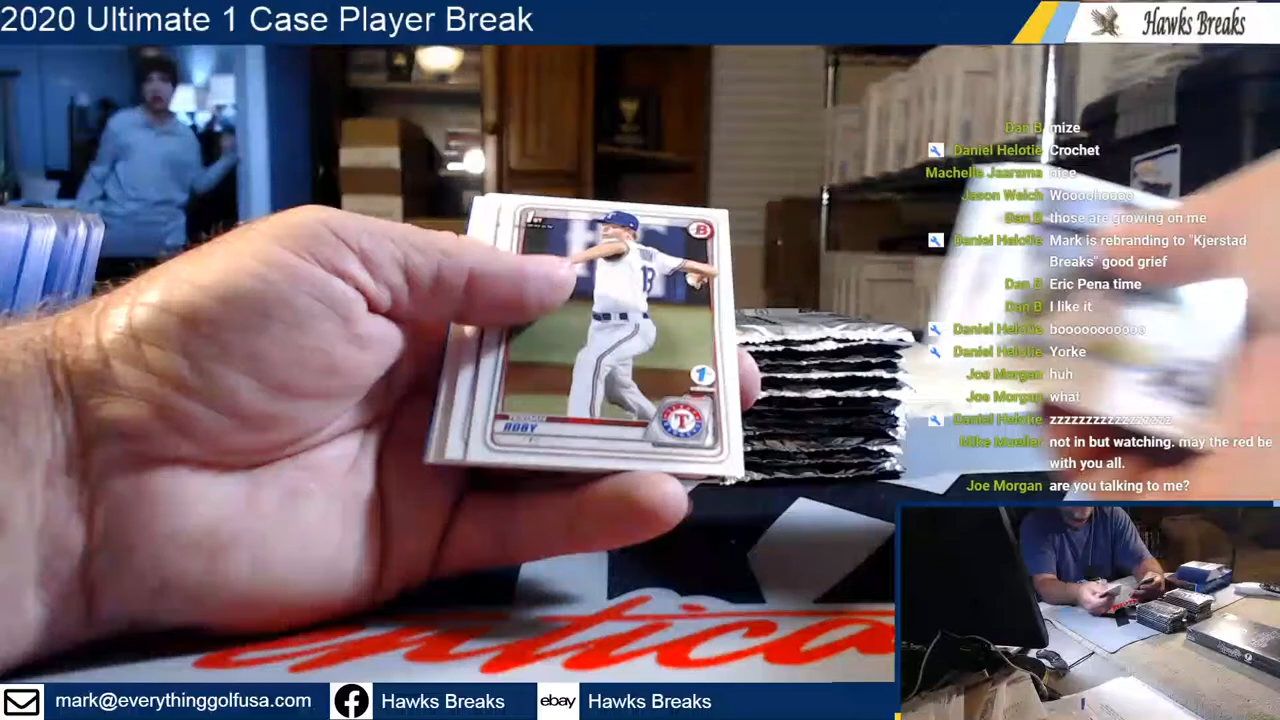 2020 Ultimate 1 Case Player Break
Hawks Breaks
Dan B mize
Daniel Helotie Crochet
Machelle Jaarsma nice
Jason Welch Wooohoooo
Dan B those are growing on me
Daniel Helotie Mark is rebranding to "Kjerstad
Breaks" good grief
Dan B Eric Pena time
Dan B I like it
Daniel Helotie boooooooooo
Daniel Helotie Yorke
Joe Morgan huh
Joe Morgan what
Daniel Helotie zzzzzzzzzzzzzzzzz
Mike Mueller not in but watching. may the red be
with you all.
Joe Morgan are you talking to me?
1ST
B
13
1
ROBY
T
mark@everythinggolfusa.com
Hawks Breaks
ebay
Hawks Breaks